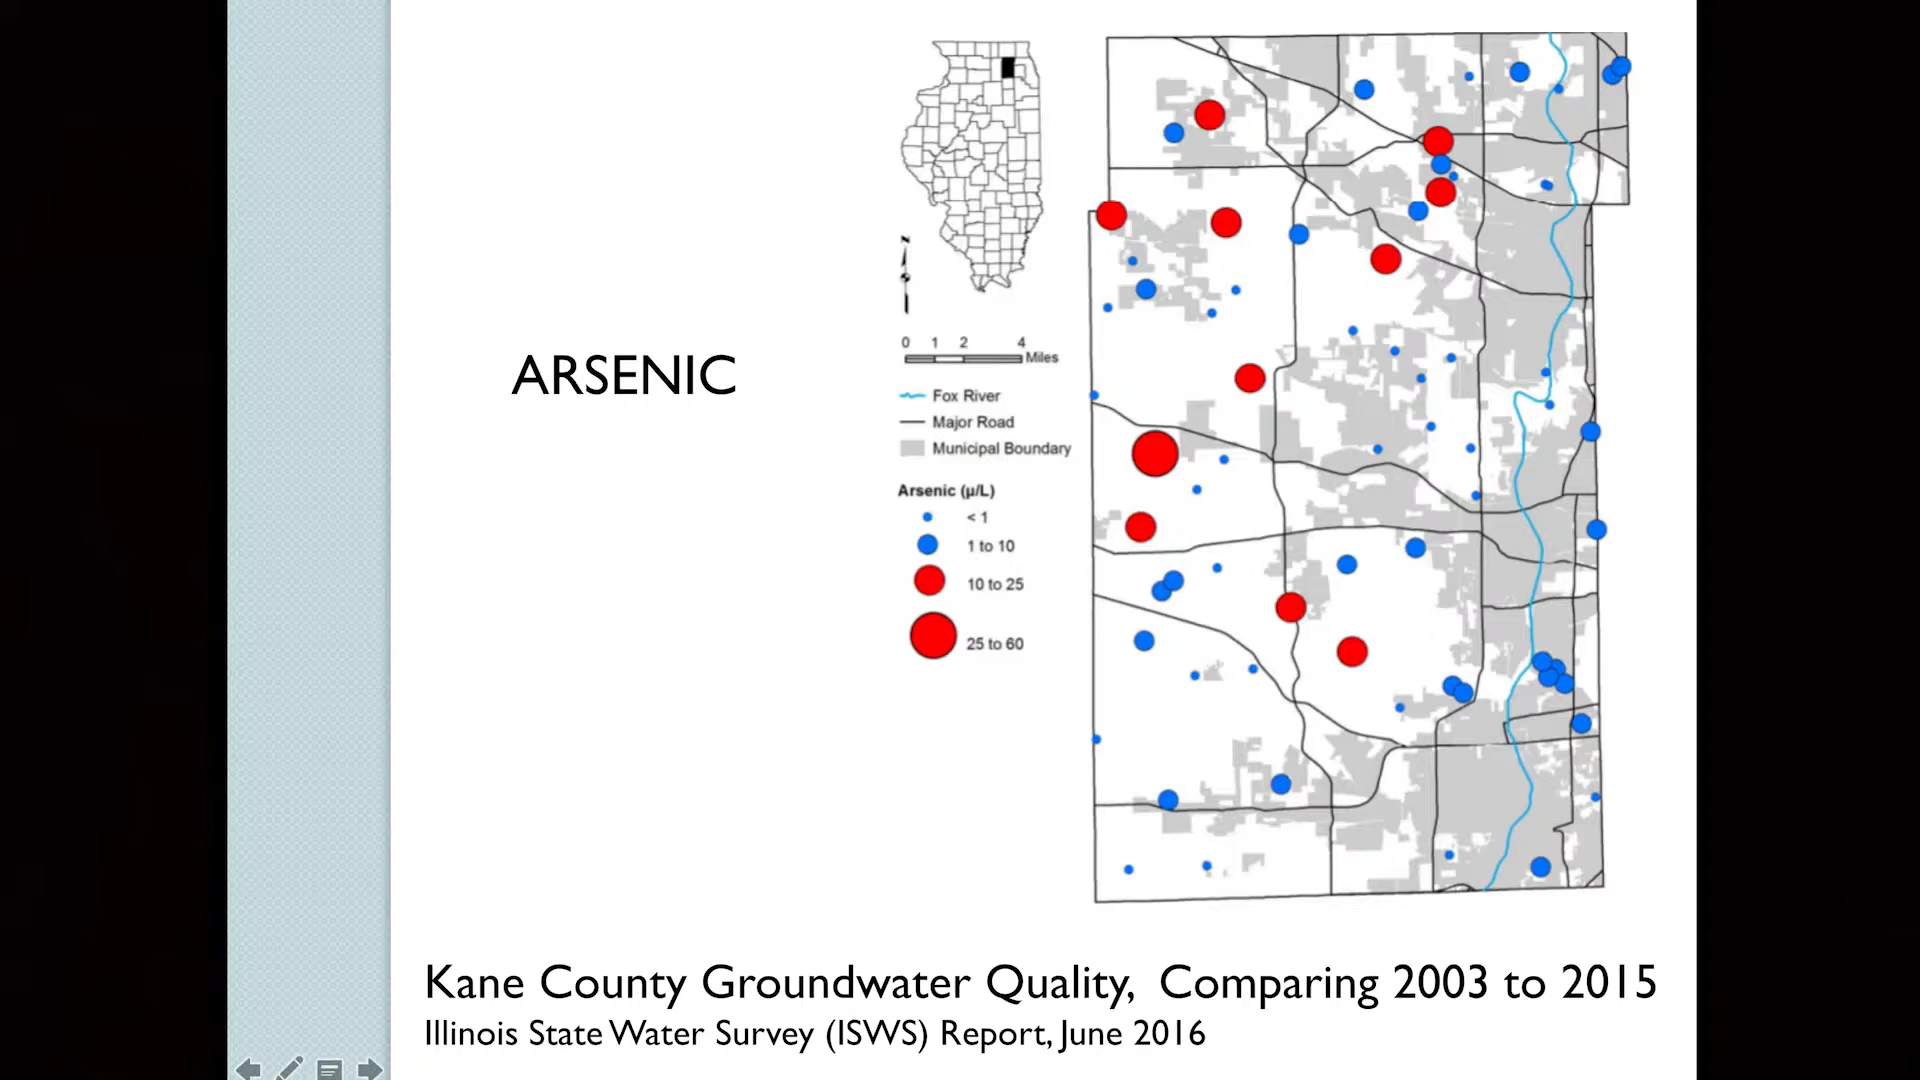 ARSENIC
N
0 1 2 4
Miles
Fox River
Major Road
Municipal Boundary
Arsenic (µ/L)
< 1
1 to 10
10 to 25
25 to 60
Kane County Groundwater Quality, Comparing 2003 to 2015
Illinois State Water Survey (ISWS) Report, June 2016